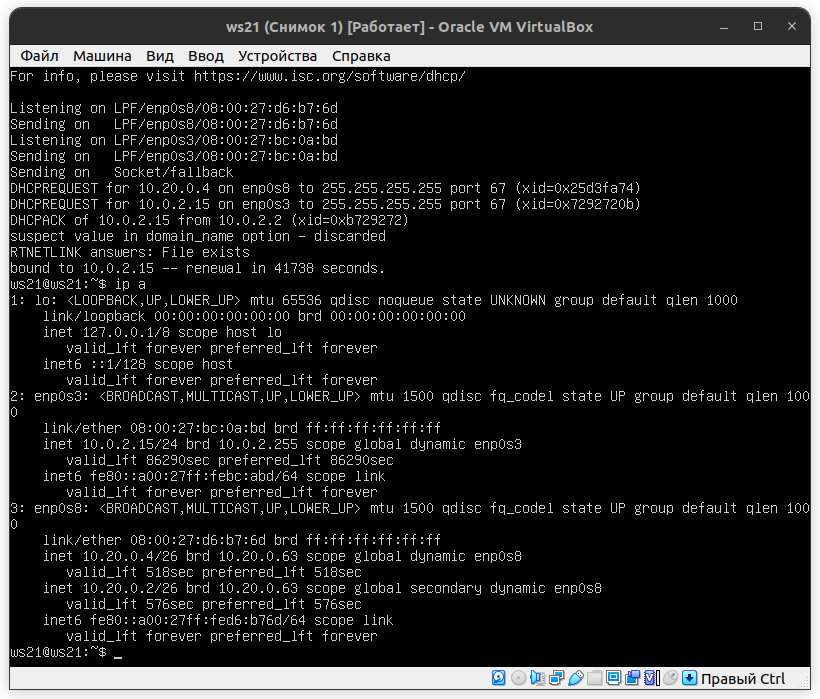 ws21 (Снимок 1) [Работает] - Oracle VM VirtualBox
Файл Машина Вид Ввод Устройства Справка
For info, please visit https://www.isc.org/software/dhcp/
Listening on LPF/enp0s8/08:00:27:d6:b7:6d
Sending on   LPF/enp0s8/08:00:27:d6:b7:6d
Listening on LPF/enp0s3/08:00:27:bc:0a:bd
Sending on   LPF/enp0s3/08:00:27:bc:0a:bd
Sending on   Socket/fallback
DHCPREQUEST for 10.20.0.4 on enp0s8 to 255.255.255.255 port 67 (xid=0x25d3fa74)
DHCPREQUEST for 10.0.2.15 on enp0s3 to 255.255.255.255 port 67 (xid=0x7292720b)
DHCPACK of 10.0.2.15 from 10.0.2.2 (xid=0xb729272)
suspect value in domain_name option - discarded
RTNETLINK answers: File exists
bound to 10.0.2.15 -- renewal in 41738 seconds.
ws21@ws21:~$ ip a
1: lo: <LOOPBACK,UP,LOWER_UP> mtu 65536 qdisc noqueue state UNKNOWN group default qlen 1000
    link/loopback 00:00:00:00:00:00 brd 00:00:00:00:00:00
    inet 127.0.0.1/8 scope host lo
       valid_lft forever preferred_lft forever
    inet6 ::1/128 scope host
       valid_lft forever preferred_lft forever
2: enp0s3: <BROADCAST,MULTICAST,UP,LOWER_UP> mtu 1500 qdisc fq_codel state UP group default qlen 100
0
    link/ether 08:00:27:bc:0a:bd brd ff:ff:ff:ff:ff:ff
    inet 10.0.2.15/24 brd 10.0.2.255 scope global dynamic enp0s3
       valid_lft 86290sec preferred_lft 86290sec
    inet6 fe80::a00:27ff:febc:abd/64 scope link
       valid_lft forever preferred_lft forever
3: enp0s8: <BROADCAST,MULTICAST,UP,LOWER_UP> mtu 1500 qdisc fq_codel state UP group default qlen 100
0
    link/ether 08:00:27:d6:b7:6d brd ff:ff:ff:ff:ff:ff
    inet 10.20.0.4/26 brd 10.20.0.63 scope global dynamic enp0s8
       valid_lft 518sec preferred_lft 518sec
    inet 10.20.0.2/26 brd 10.20.0.63 scope global secondary dynamic enp0s8
       valid_lft 576sec preferred_lft 576sec
    inet6 fe80::a00:27ff:fed6:b76d/64 scope link
       valid_lft forever preferred_lft forever
ws21@ws21:~$ _
Правый Ctrl